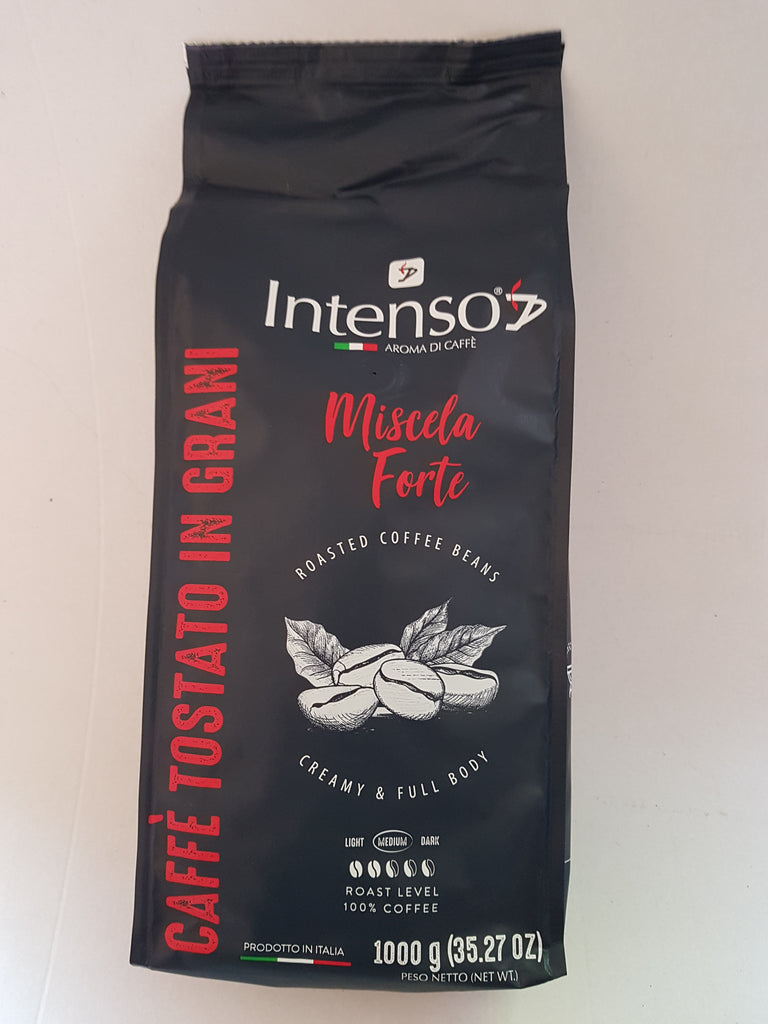 Intenso®
AROMA DI CAFFÈ
CAFFÈ TOSTATO IN GRANI
Miscela
Forte
ROASTED COFFEE BEANS
CREAMY & FULL BODY
LIGHT MEDIUM DARK
ROAST LEVEL
100% COFFEE
PRODOTTO IN ITALIA
1000 g (35.27 OZ)
PESO NETTO (NET WT.)